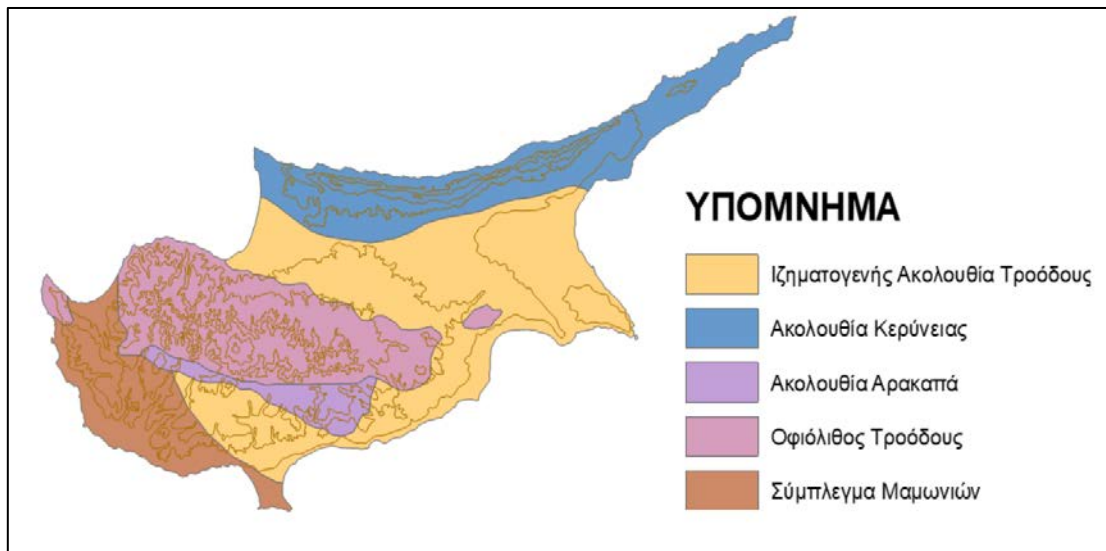 ΥΠΟΜΝΗΜΑ
Ιζηματογενής Ακολουθία Τροόδους
Ακολουθία Κερύνειας
Ακολουθία Αρακαπά
Οφιόλιθος Τροόδους
Σύμπλεγμα Μαμωνιών